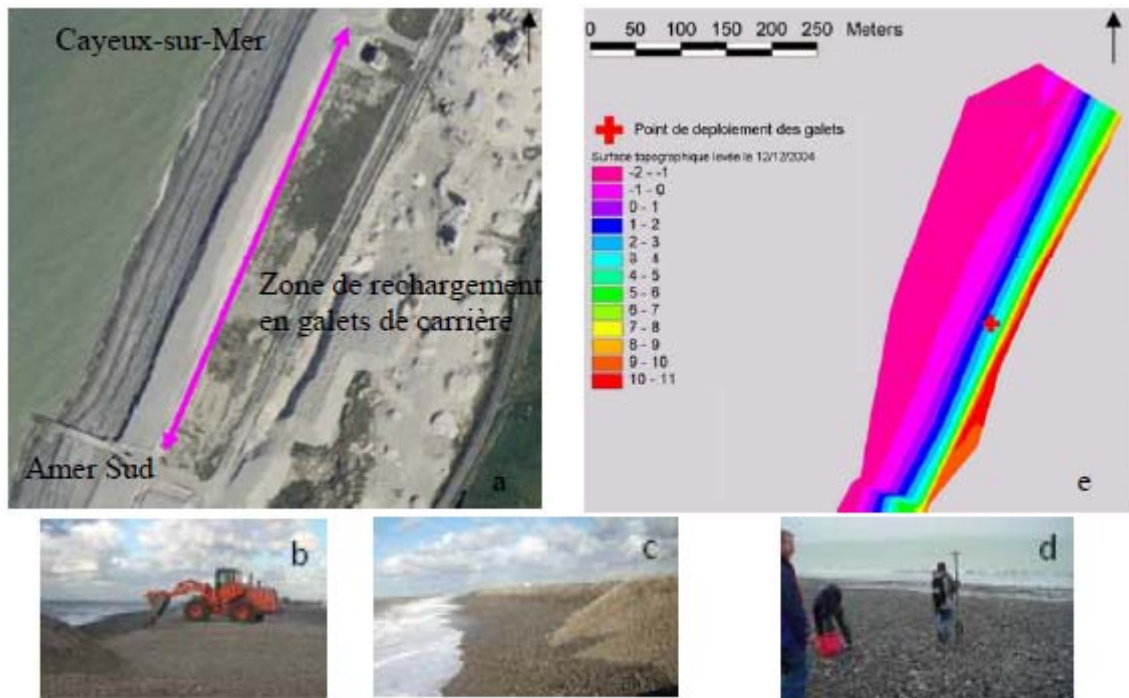 Cayeux-sur-Mer
Zone de rechargement
en galets de carrière
Amer Sud
a
0 50 100 150 200 250 Meters
Point de deploiement des galets
Surface topographique levée le 12/12/2004
-2 - -1
-1 - 0
0 - 1
1 - 2
2 - 3
3 - 4
4 - 5
5 - 6
6 - 7
7 - 8
8 - 9
9 - 10
10 - 11
e
b
c
d